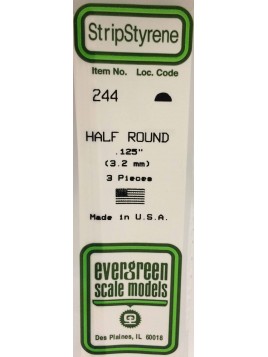 StripStyrene
Item No. Loc. Code
244
HALF ROUND
.125"
(3.2 mm)
3 Pieces
Made in U.S.A.
evergreen
scale models
Des Plaines, IL 60018